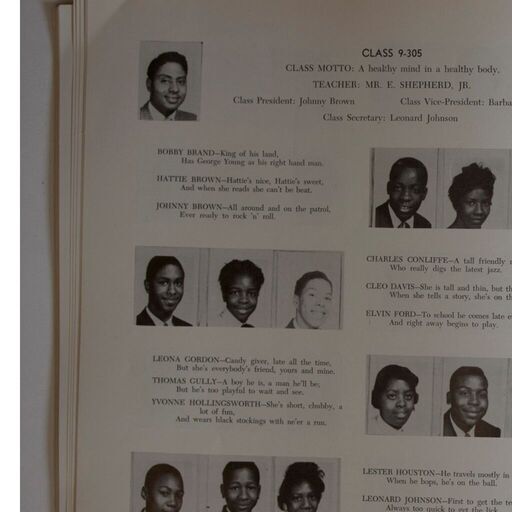 CLASS 9-305
CLASS MOTTO: A healthy mind in a healthy body.
TEACHER: MR. E. SHEPHERD, JR.
Class President: Johnny Brown Class Vice-President: Barba
Class Secretary: Leonard Johnson
BOBBY BRAND—King of his land,
Has George Young as his right hand man.
HATTIE BROWN—Hattie's nice, Hattie's sweet,
And when she reads she can't be beat.
JOHNNY BROWN—All around and on the patrol,
Ever ready to rock 'n' roll.
CHARLES CONLIFFE—A tall friendly
Who really digs the latest jazz.
CLEO DAVIS—She is tall and thin, but th
When she tells a story, she's on th
ELVIN FORD—To school he comes late e
And right away begins to play.
LEONA GORDON—Candy giver, late all the time,
But she's everybody's friend, yours and mine.
THOMAS GULLY—A boy he is, a man he'll be,
But he's too playful to wait and see.
YVONNE HOLLINGSWORTH—She's short, chubby, a
lot of fun,
And wears black stockings with ne'er a run.
LESTER HOUSTON—He travels mostly in
When he bops, he's on the ball.
LEONARD JOHNSON—First to get the te
Always too quick to get the lick